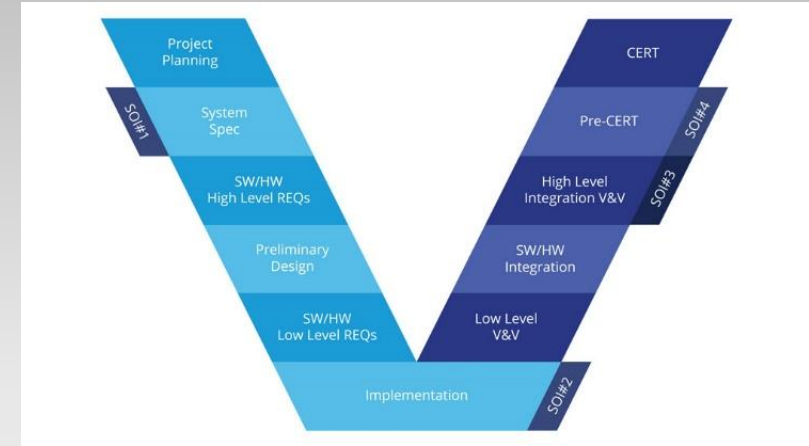 Project
Planning
SOI#1
System
Spec
SW/HW
High Level REQs
Preliminary
Design
SW/HW
Low Level REQs
Implementation
SOI#2
Low Level
V&V
SW/HW
Integration
High Level
Integration V&V
SOI#3
Pre-CERT
SOI#4
CERT